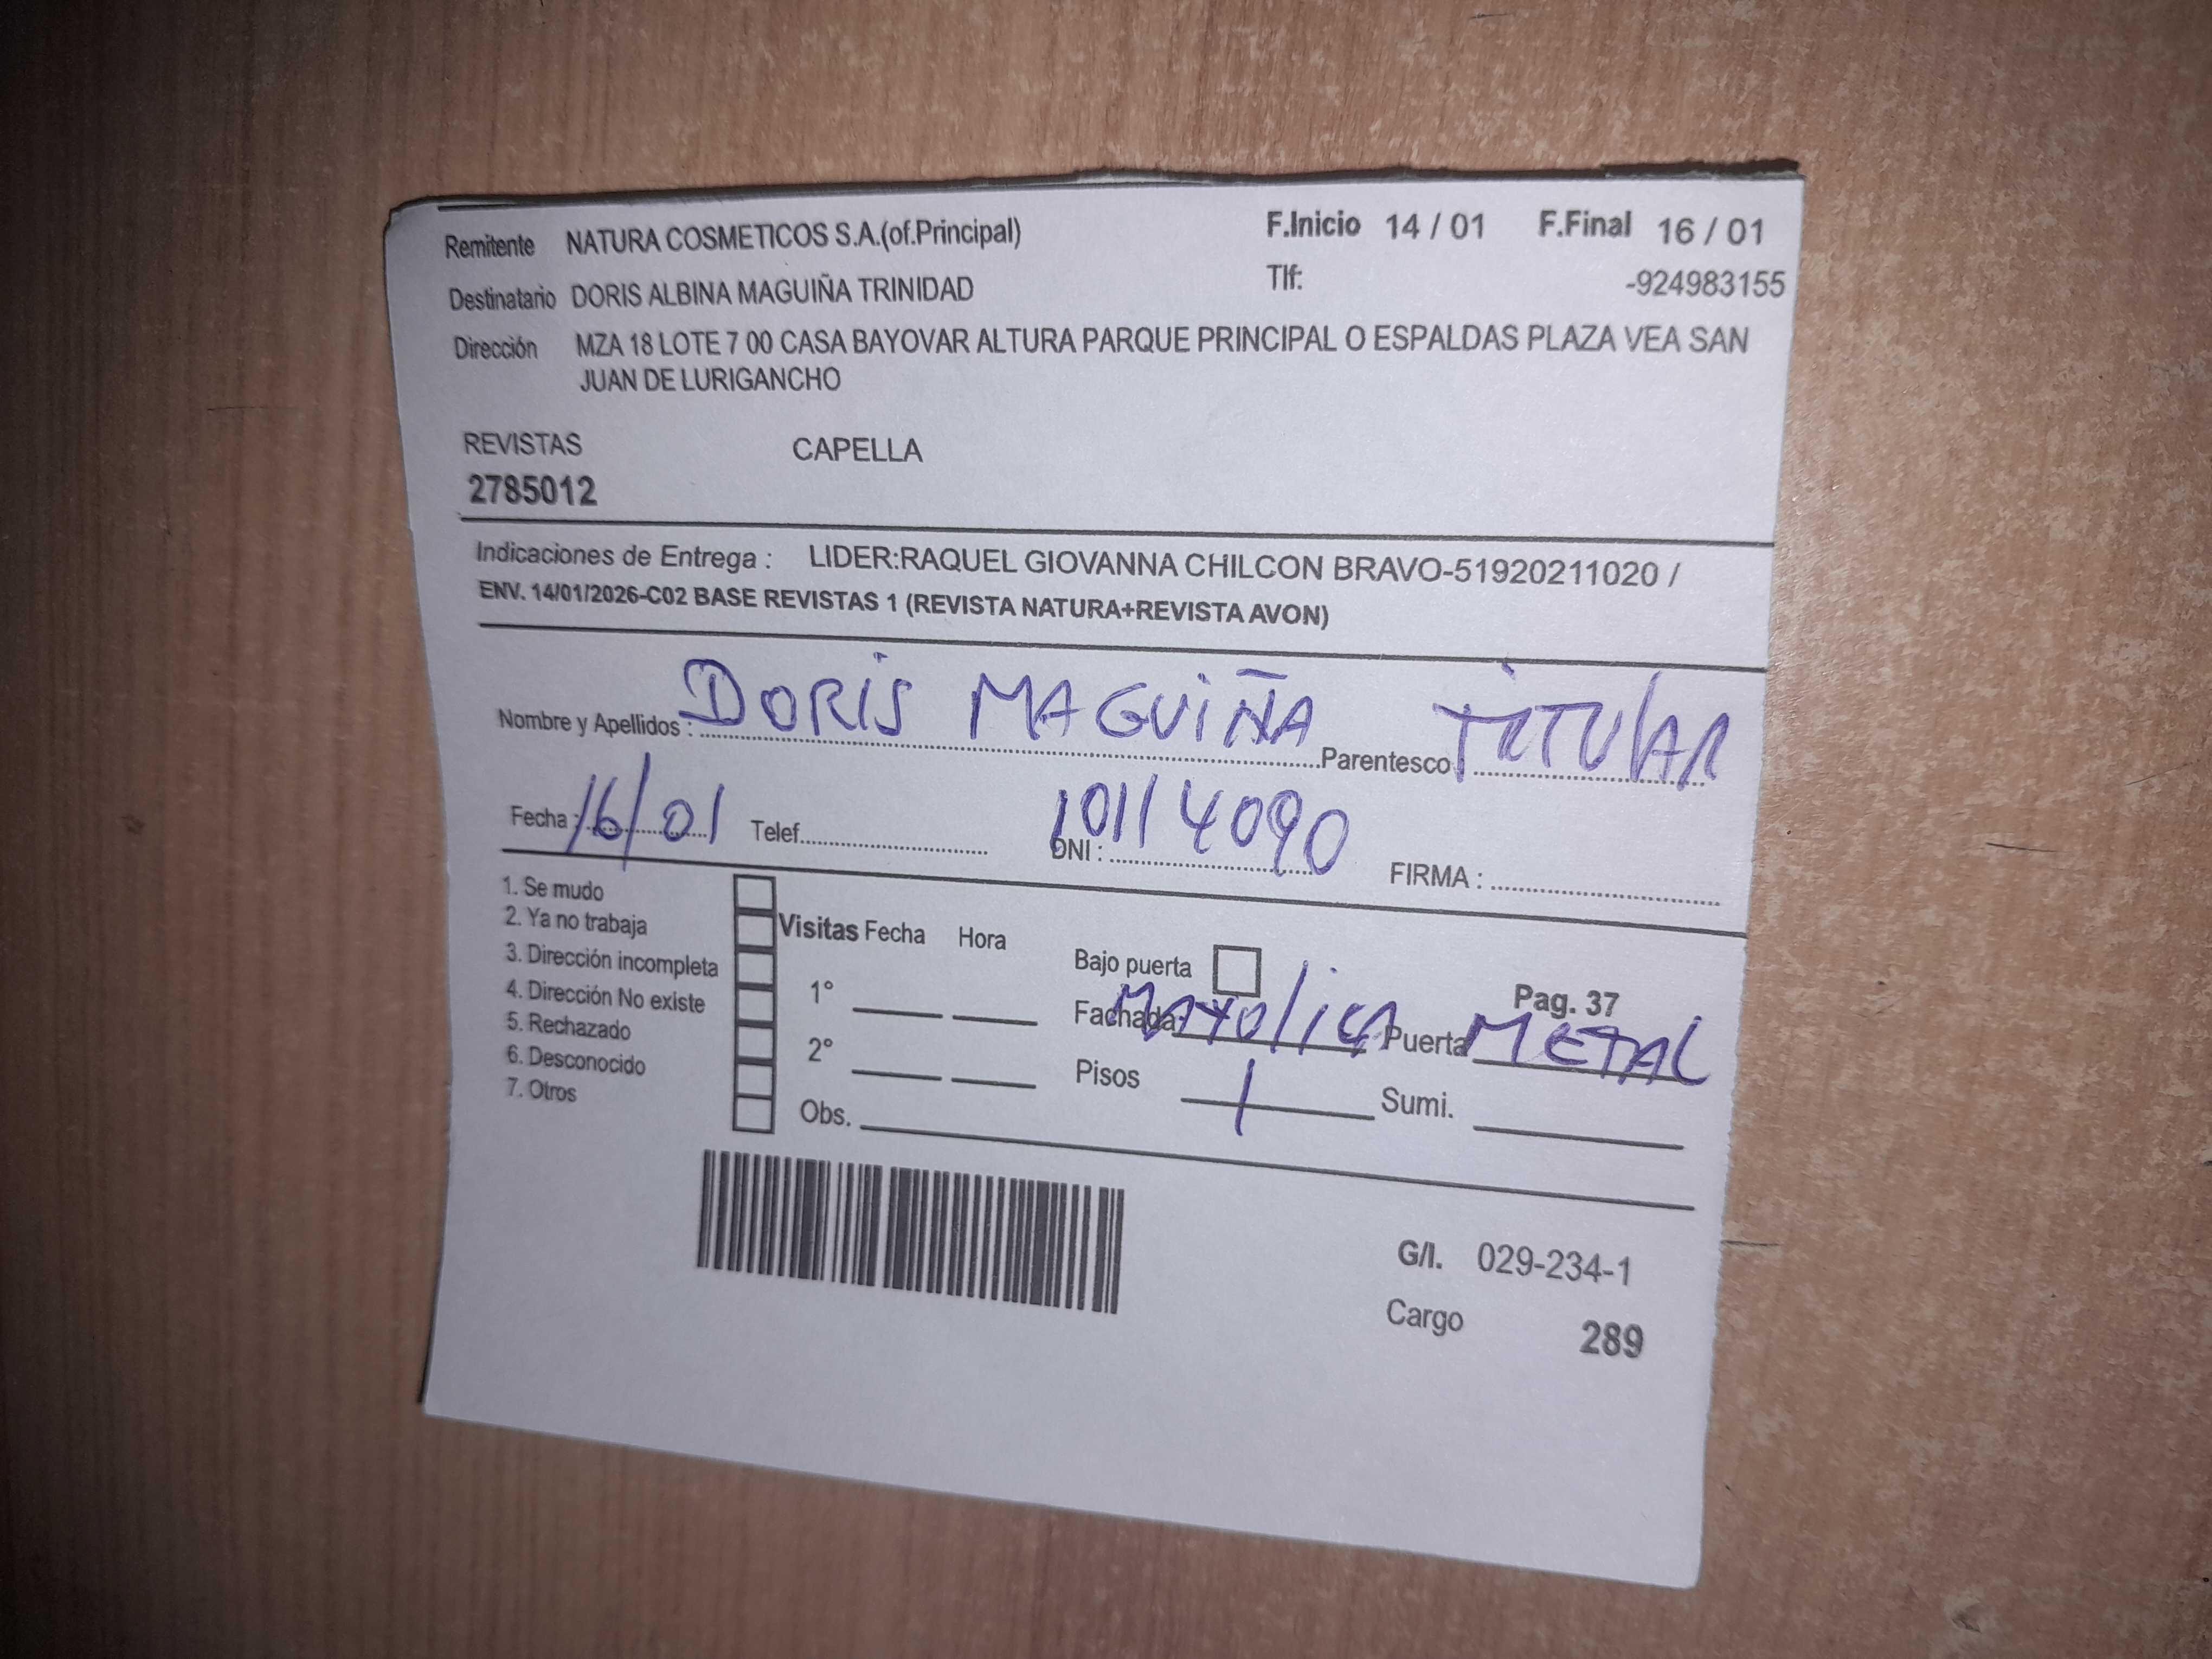 Remitente NATURA COSMETICOS S.A.(of.Principal) F.Inicio 14 / 01 F.Final 16 / 01
Destinatario DORIS ALBINA MAGUIÑA TRINIDAD Tlf: -924983155
Dirección MZA 18 LOTE 7 00 CASA BAYOVAR ALTURA PARQUE PRINCIPAL O ESPALDAS PLAZA VEA SAN
JUAN DE LURIGANCHO
REVISTAS CAPELLA
2785012
Indicaciones de Entrega : LIDER:RAQUEL GIOVANNA CHILCON BRAVO-51920211020 /
ENV. 14/01/2026-C02 BASE REVISTAS 1 (REVISTA NATURA+REVISTA AVON)
Nombre y Apellidos : DORIS MAGUIÑA Parentesco TITULAR
Fecha : 16/01 Telef. DNI : 10114090 FIRMA :
1. Se mudo
2. Ya no trabaja Visitas Fecha Hora
3. Dirección incompleta Bajo puerta
4. Dirección No existe 1° Pag. 37
5. Rechazado Fachada: MAYOLICA Puerta METAL
6. Desconocido 2° Pisos 1 Sumi.
7. Otros Obs.
G/I. 029-234-1
Cargo 289